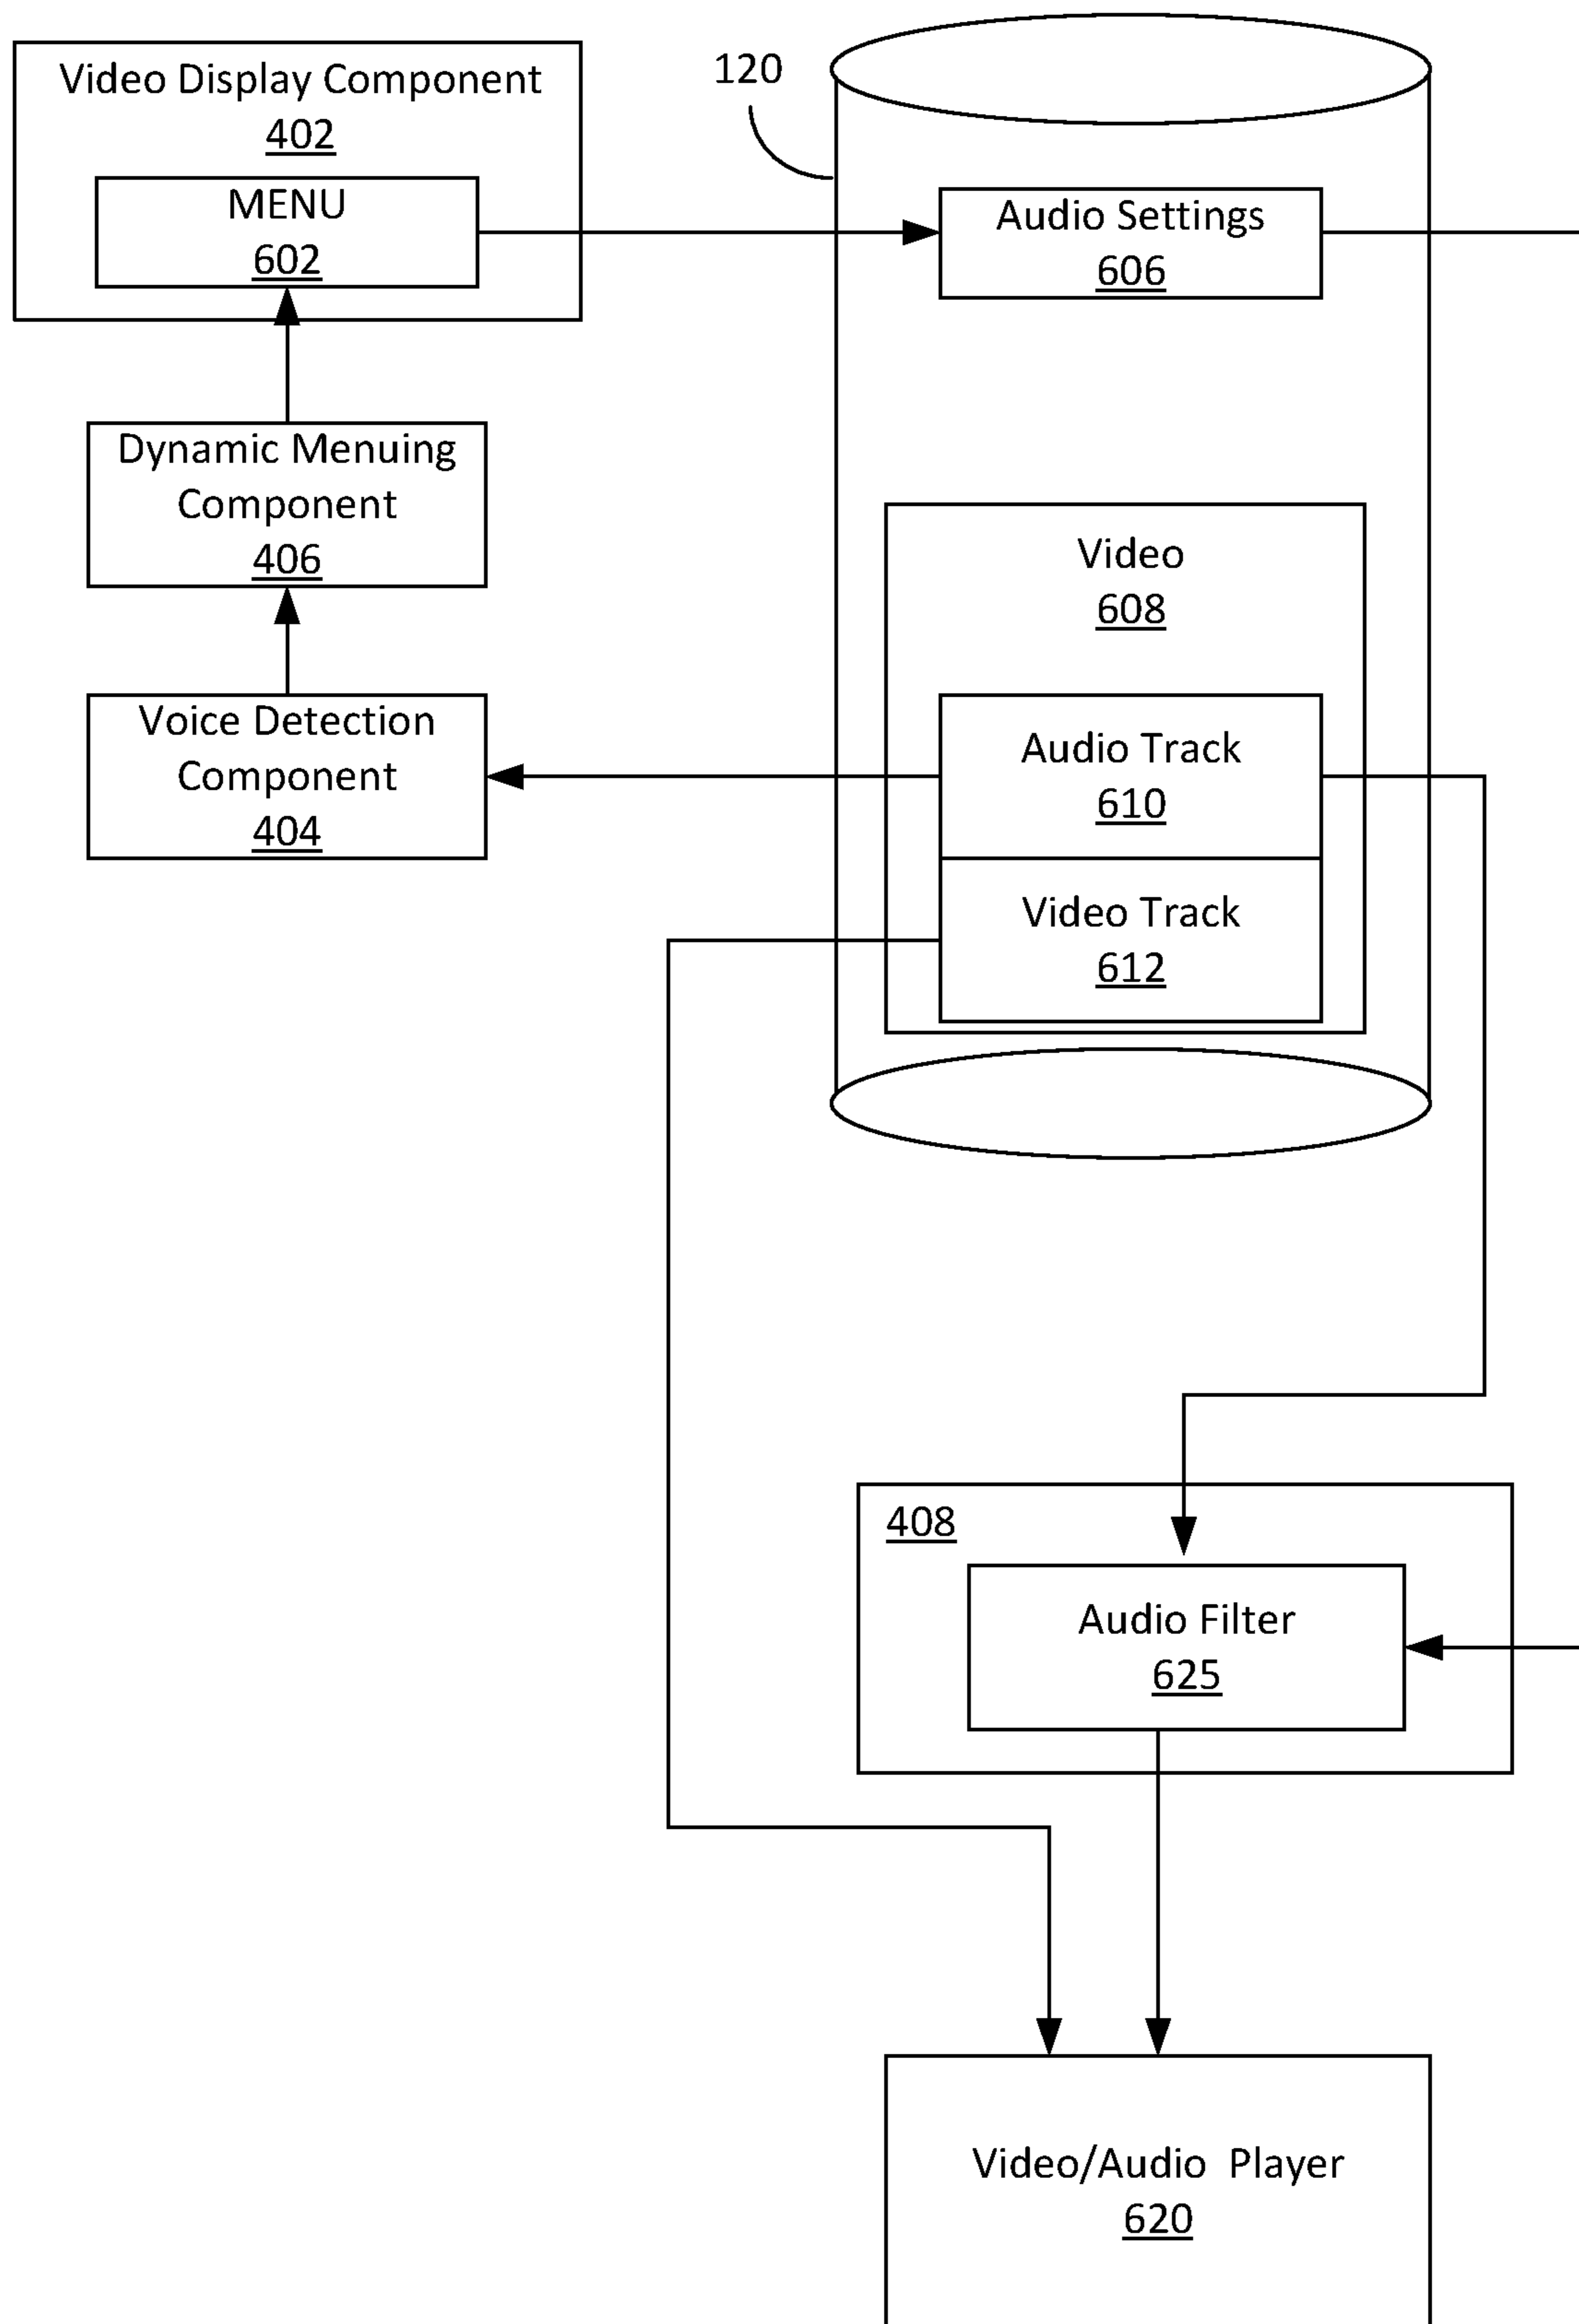 Video Display Component
402
MENU
602
120
Audio Settings
606
Dynamic Menuing
Component
406
Video
608
Voice Detection
Component
404
Audio Track
610
Video Track
612
408
Audio Filter
625
Video/Audio Player
620